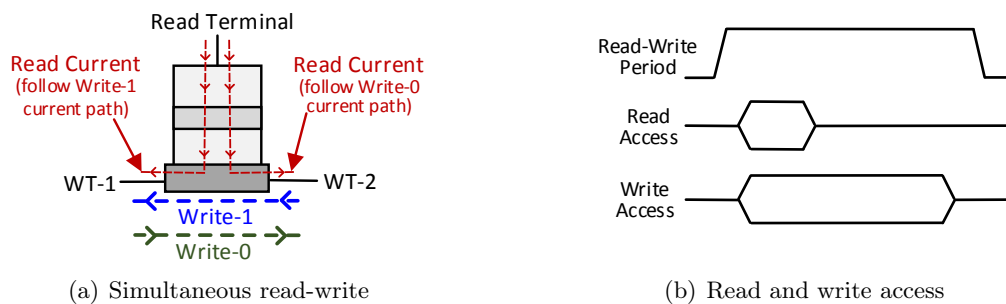 Read Terminal
Read Current
(follow Write-1
current path)
Read Current
(follow Write-0
current path)
WT-1
WT-2
Write-1
Write-0
(a) Simultaneous read-write
Read-Write
Period
Read
Access
Write
Access
(b) Read and write access